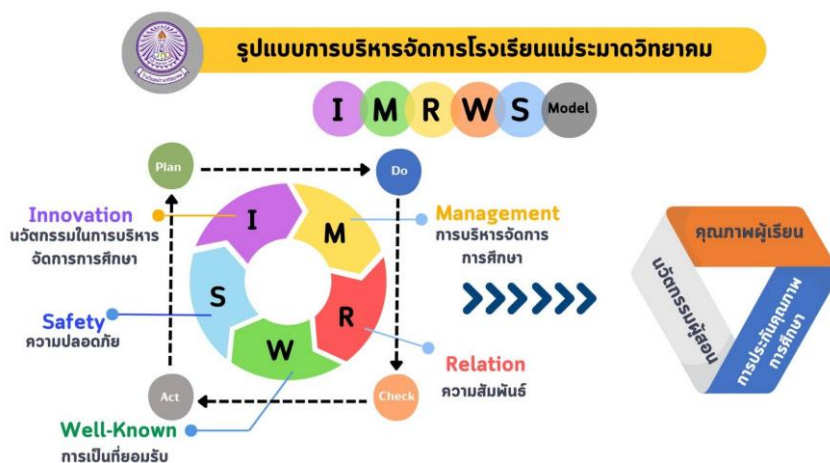 รูปแบบการบริหารจัดการโรงเรียนแม่ระมาดวิทยาคม
I M R W S Model
Plan
Do
Innovation
นวัตกรรมในการบริหาร
จัดการการศึกษา
I
M
Management
การบริหารจัดการ
การศึกษา
คุณภาพผู้เรียน
นวัตกรรมผู้สอน
การประกันคุณภาพ
การศึกษา
S
R
Safety
ความปลอดภัย
W
Relation
ความสัมพันธ์
Act
Check
Well-Known
การเป็นที่ยอมรับ